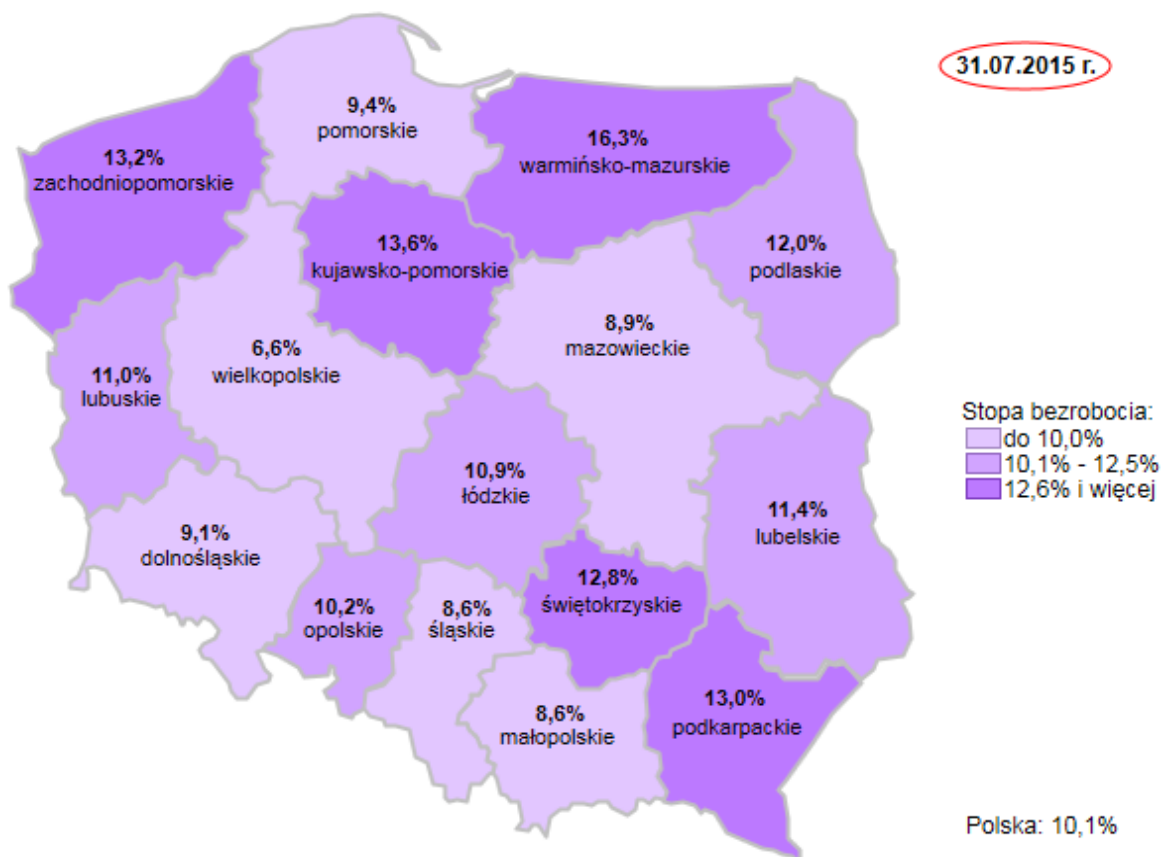 31.07.2015 r.
9,4%
pomorskie
16,3%
warmińsko-mazurskie
13,2%
zachodniopomorskie
13,6%
kujawsko-pomorskie
12,0%
podlaskie
8,9%
mazowieckie
6,6%
wielkopolskie
11,0%
lubuskie
Stopa bezrobocia:
do 10,0%
10,1% - 12,5%
12,6% i więcej
10,9%
łódzkie
11,4%
lubelskie
9,1%
dolnośląskie
12,8%
świętokrzyskie
10,2%
opolskie
8,6%
śląskie
13,0%
podkarpackie
8,6%
małopolskie
Polska: 10,1%